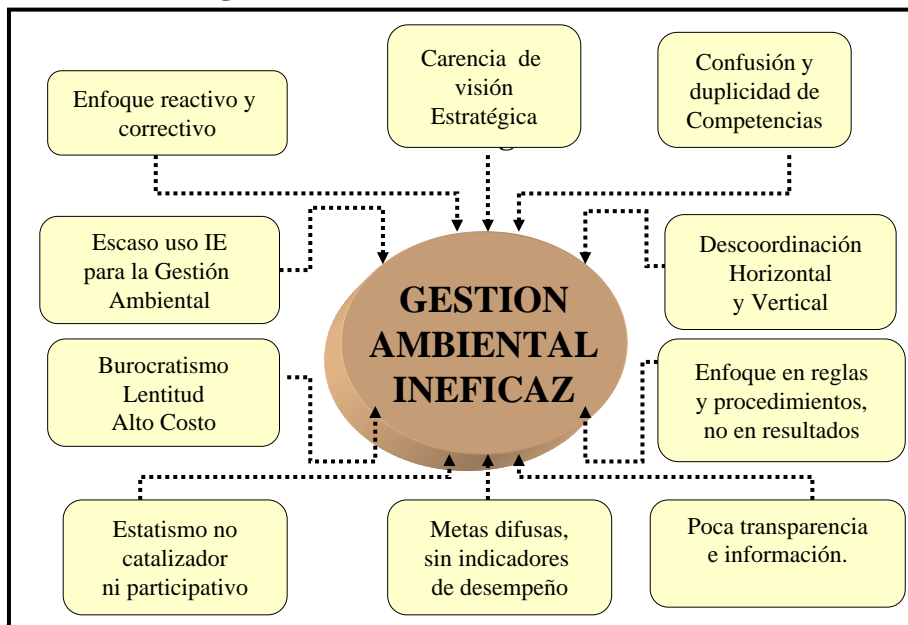 Enfoque reactivo y
correctivo
Carencia de
visión
Estratégica
Confusión y
duplicidad de
Competencias
Escaso uso IE
para la Gestión
Ambiental
Descoordinación
Horizontal
y Vertical
GESTION
AMBIENTAL
INEFICAZ
Burocratismo
Lentitud
Alto Costo
Enfoque en reglas
y procedimientos,
no en resultados
Estatismo no
catalizador
ni participativo
Metas difusas,
sin indicadores
de desempeño
Poca transparencia
e información.